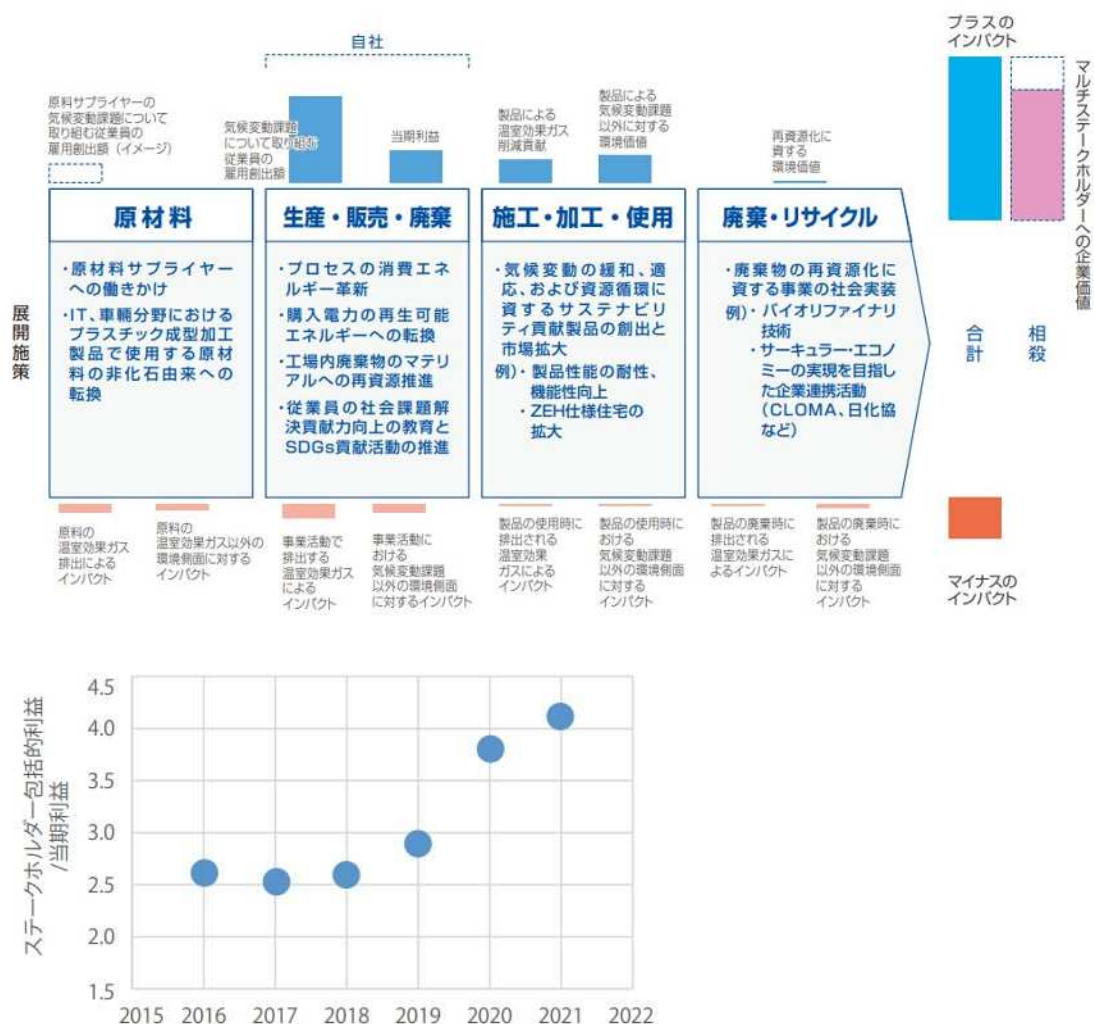 自社
プラスの
インパクト
原料サプライヤーの
気候変動課題について
取り組む従業員の
雇用創出額（イメージ）
気候変動課題
について取り組む
従業員の
雇用創出額
当期利益
製品による
温室効果ガス
削減貢献
製品による
気候変動課題
以外に対する
環境価値
再資源化に
資する
環境価値
マルチステークホルダーへの企業価値
展開施策
原材料
・原材料サプライヤー
への働きかけ
・IT、車輌分野における
プラスチック成型加工
製品で使用する原材
料の非化石由来への
転換
生産・販売・廃棄
・プロセスの消費エネ
ルギー革新
・購入電力の再生可能
エネルギーへの転換
・工場内廃棄物のマテリ
アルへの再資源推進
・従業員の社会課題解
決貢献力向上の教育と
SDGs貢献活動の推進
施工・加工・使用
・気候変動の緩和、適
応、および資源循環に
資するサステナビリ
ティ貢献製品の創出と
市場拡大
例）・製品性能の耐性、
機能性向上
・ZEH仕様住宅の
拡大
廃棄・リサイクル
・廃棄物の再資源化に
資する事業の社会実装
例）・バイオリファイナリ
技術
・サーキュラー・エコノ
ミーの実現を目指し
た企業連携活動
（CLOMA、日化協
など）
合計
相殺
原料の
温室効果ガス
排出による
インパクト
原料の
温室効果ガス以外の
環境側面に対する
インパクト
事業活動で
排出する
温室効果ガス
による
インパクト
事業活動に
おける
気候変動課題
以外の環境側面
に対するインパクト
製品の使用時に
排出される
温室効果
ガスによる
インパクト
製品の使用時に
おける
気候変動課題
以外の環境側面
に対する
インパクト
製品の廃棄時に
排出される
温室効果ガスに
よるインパクト
製品の廃棄時に
おける
気候変動課題
以外の環境側面
に対する
インパクト
マイナスの
インパクト
ステークホルダー包括的利益
/当期利益
4.5
4.0
3.5
3.0
2.5
2.0
1.5
2015 2016 2017 2018 2019 2020 2021 2022